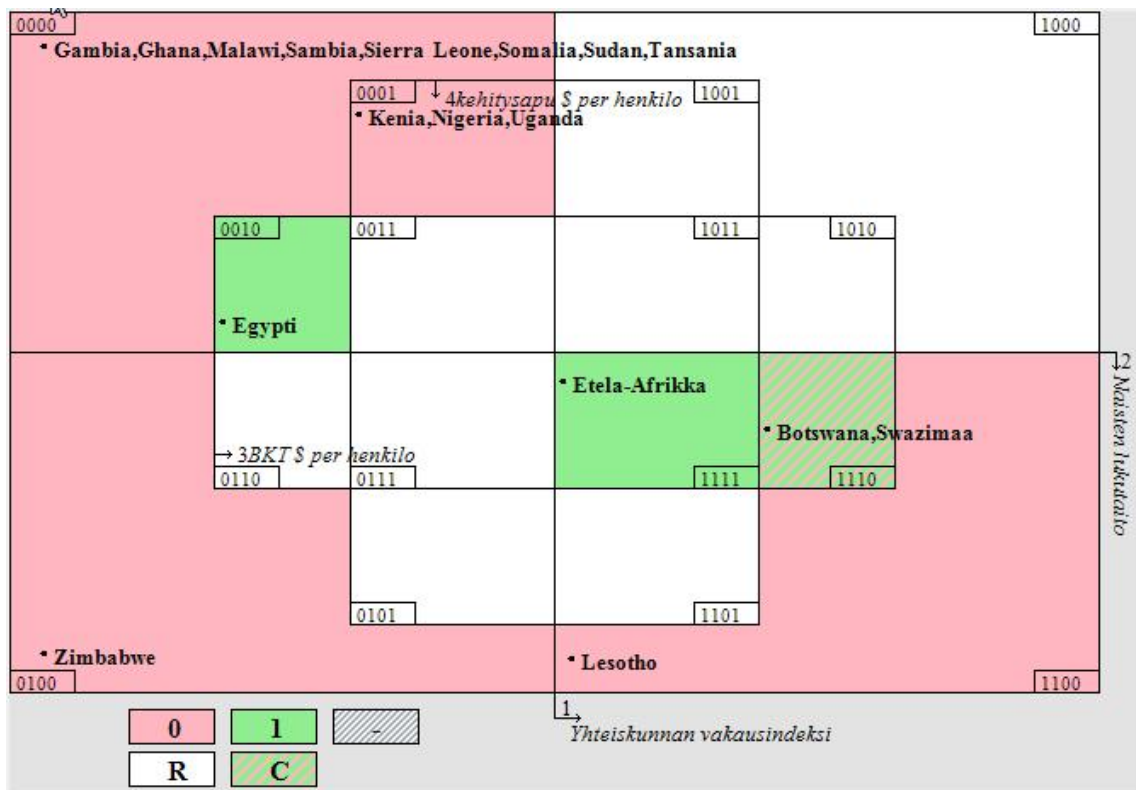 0000 1000
Gambia,Ghana,Malawi,Sambia,Sierra Leone,Somalia,Sudan,Tansania
0001 4kehitysapu $ per henkilo 1001
Kenia,Nigeria,Uganda
0010 0011 1011 1010
Egypti
2
Naisten lukutaito
Etela-Afrikka
Botswana,Swazimaa
3BKT $ per henkilo
0110 0111 1111 1110
0101 1101
Zimbabwe Lesotho
0100 1100
1
Yhteiskunnan vakausindeksi
0 1 -
R C